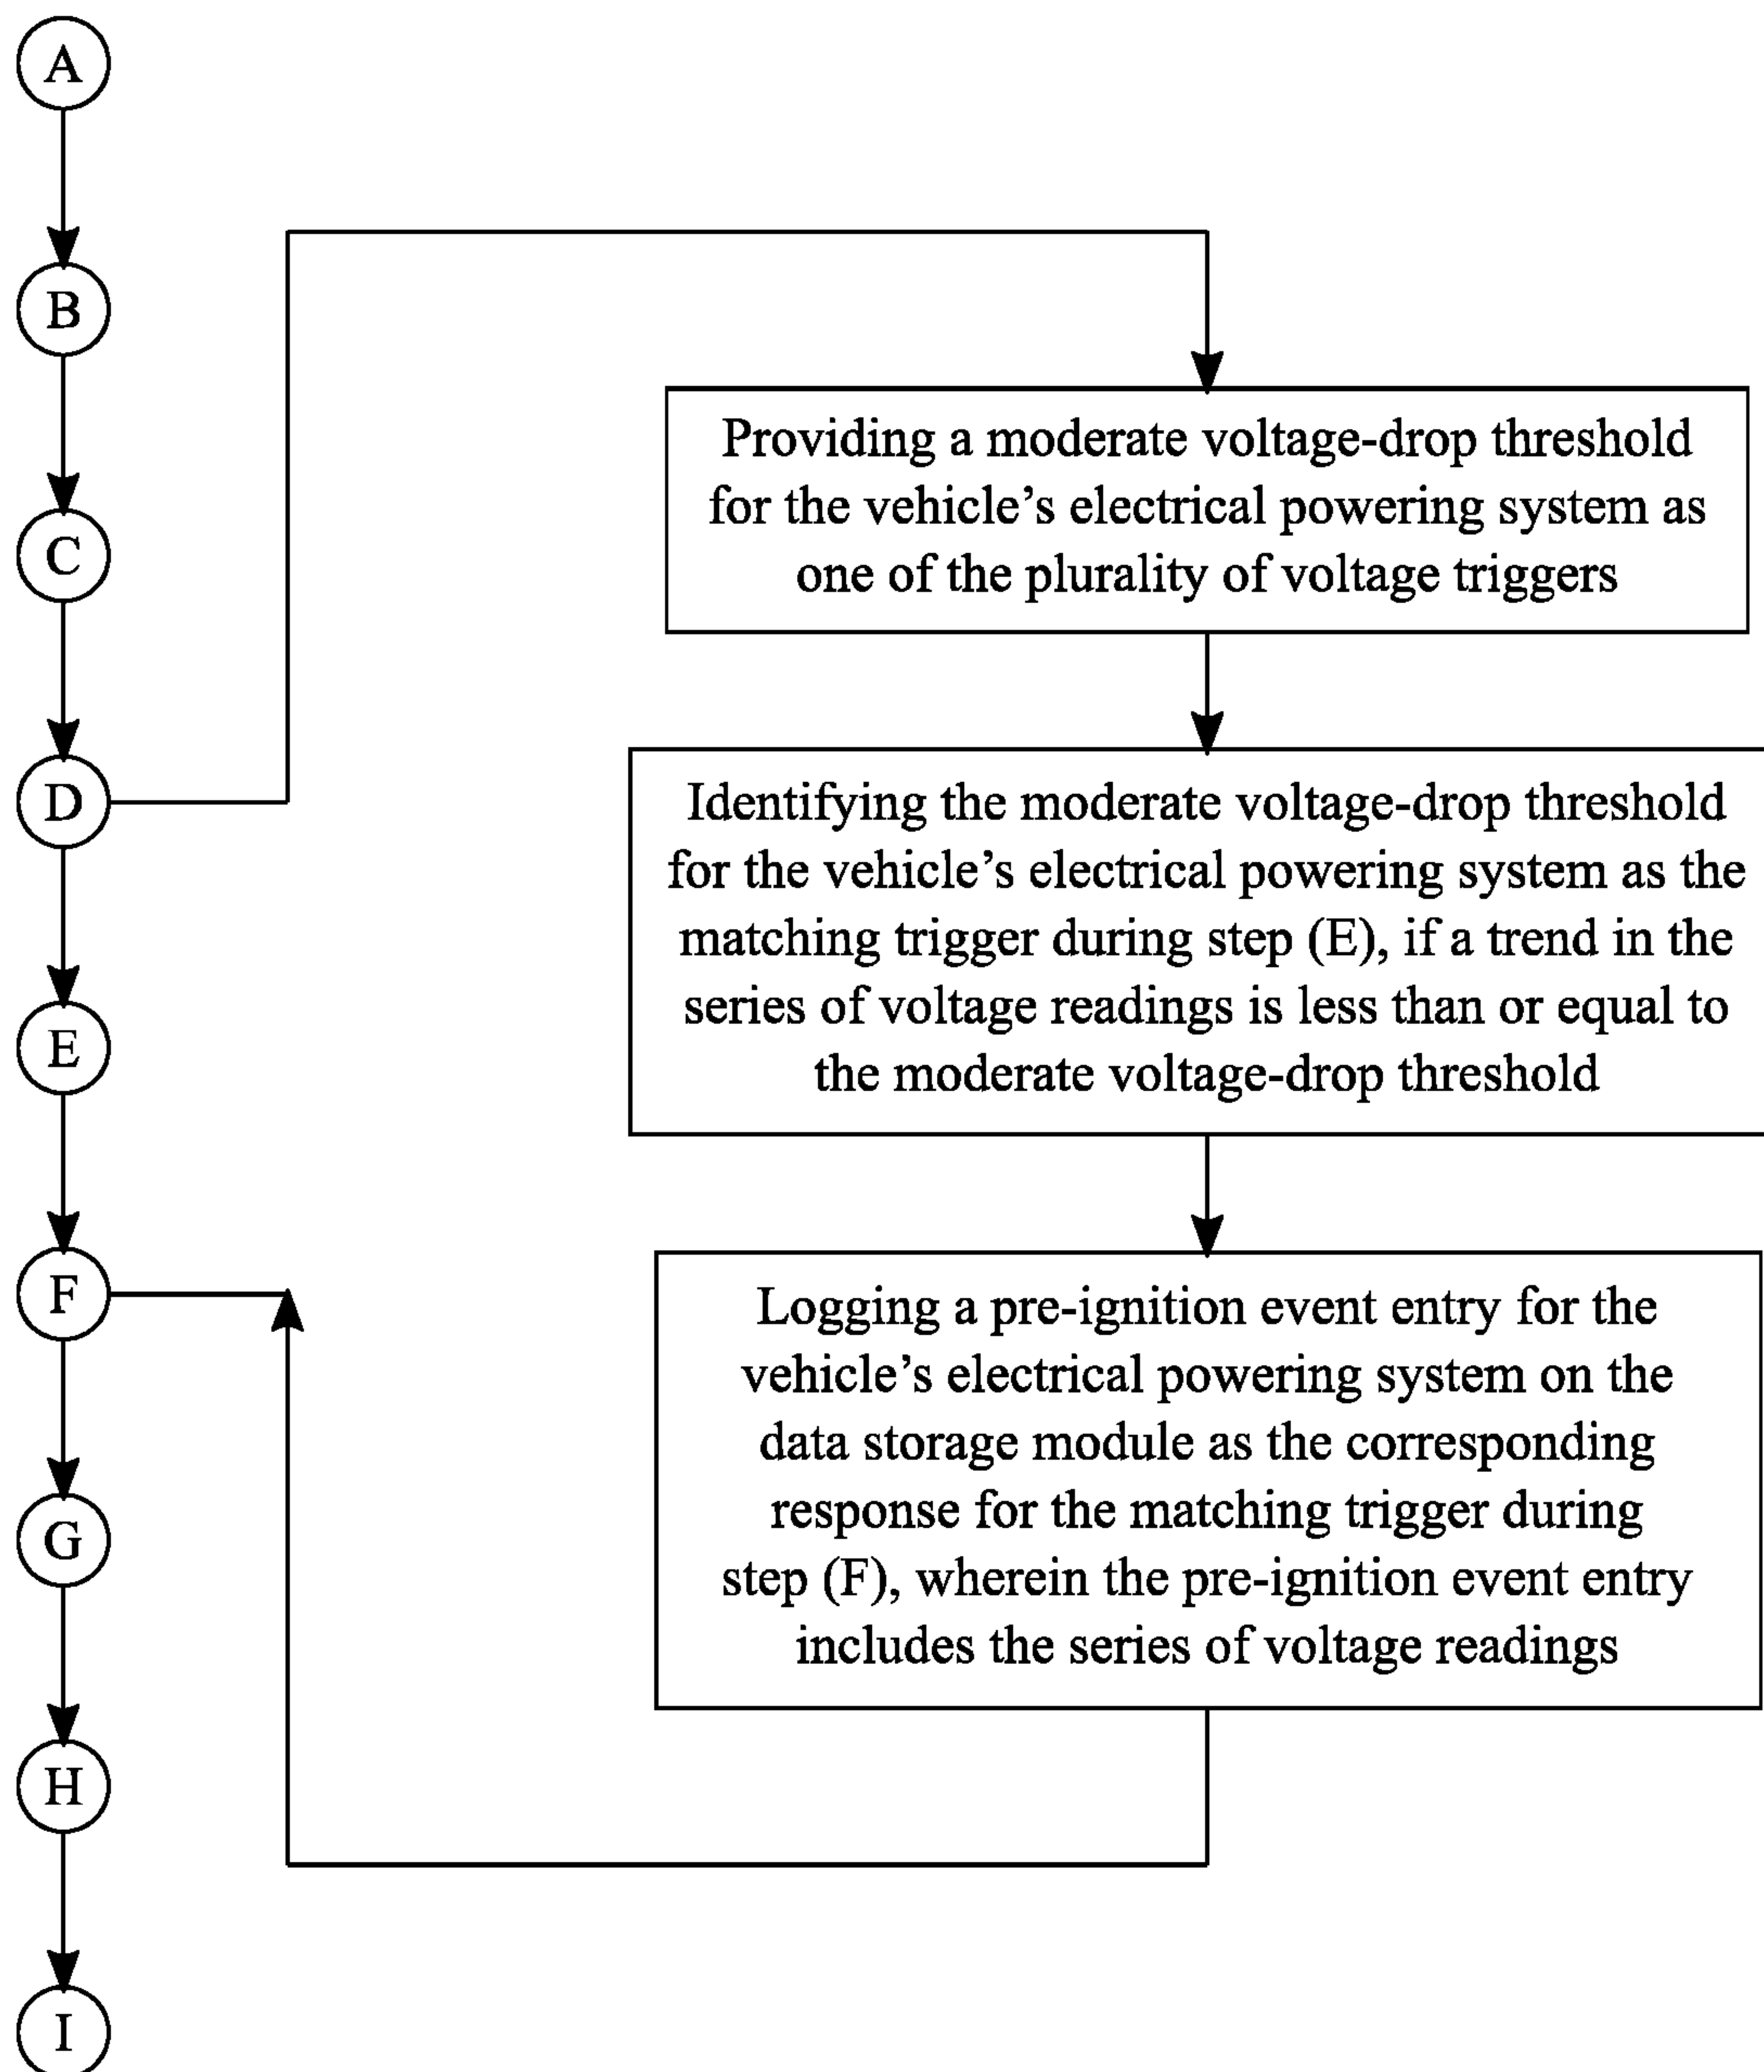 A
B
C
D
E
F
G
H
I
Providing a moderate voltage-drop threshold
for the vehicle’s electrical powering system as
one of the plurality of voltage triggers
Identifying the moderate voltage-drop threshold
for the vehicle’s electrical powering system as the
matching trigger during step (E), if a trend in the
series of voltage readings is less than or equal to
the moderate voltage-drop threshold
Logging a pre-ignition event entry for the
vehicle’s electrical powering system on the
data storage module as the corresponding
response for the matching trigger during
step (F), wherein the pre-ignition event entry
includes the series of voltage readings